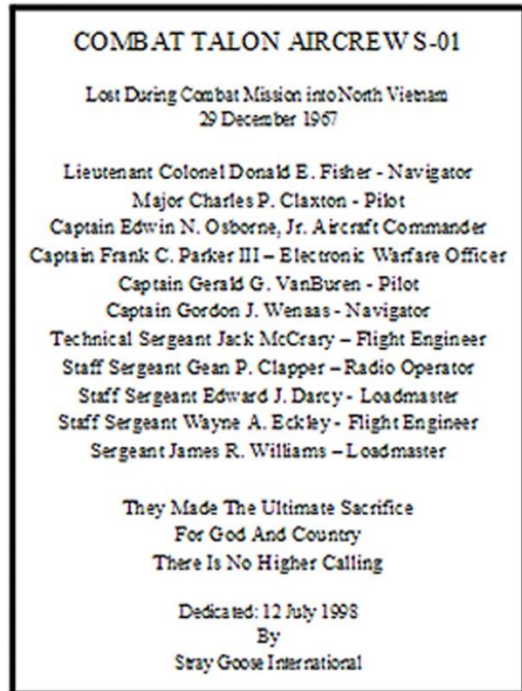 COMBAT TALON AIRCREW S-01
Lost During Combat Mission into North Vietnam
29 December 1967
Lieutenant Colonel Donald E. Fisher - Navigator
Major Charles P. Claxton - Pilot
Captain Edwin N. Osborne, Jr. Aircraft Commander
Captain Frank C. Parker III – Electronic Warfare Officer
Captain Gerald G. VanBuren - Pilot
Captain Gordon J. Wenaas - Navigator
Technical Sergeant Jack McCrary – Flight Engineer
Staff Sergeant Gean P. Clapper – Radio Operator
Staff Sergeant Edward J. Darcy - Loadmaster
Staff Sergeant Wayne A. Eckley - Flight Engineer
Sergeant James R. Williams – Loadmaster
They Made The Ultimate Sacrifice
For God And Country
There Is No Higher Calling
Dedicated: 12 July 1998
By
Stray Goose International